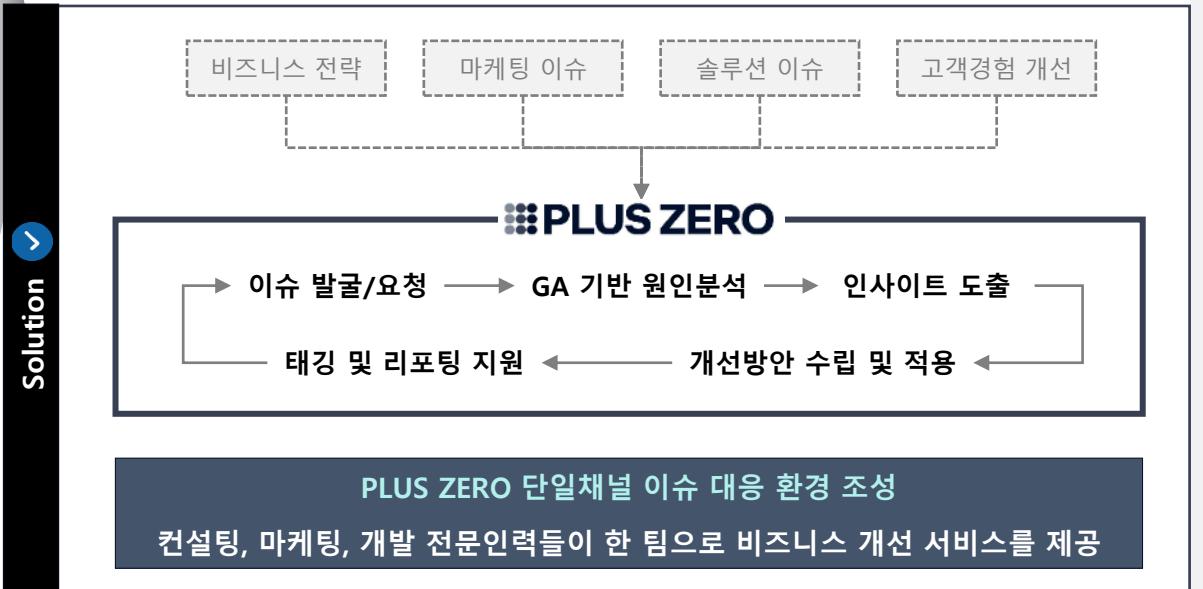 비즈니스 전략
마케팅 이슈
솔루션 이슈
고객경험 개선
PLUS ZERO
이슈 발굴/요청
GA 기반 원인분석
인사이트 도출
태깅 및 리포팅 지원
개선방안 수립 및 적용
Solution
PLUS ZERO 단일채널 이슈 대응 환경 조성
컨설팅, 마케팅, 개발 전문인력들이 한 팀으로 비즈니스 개선 서비스를 제공